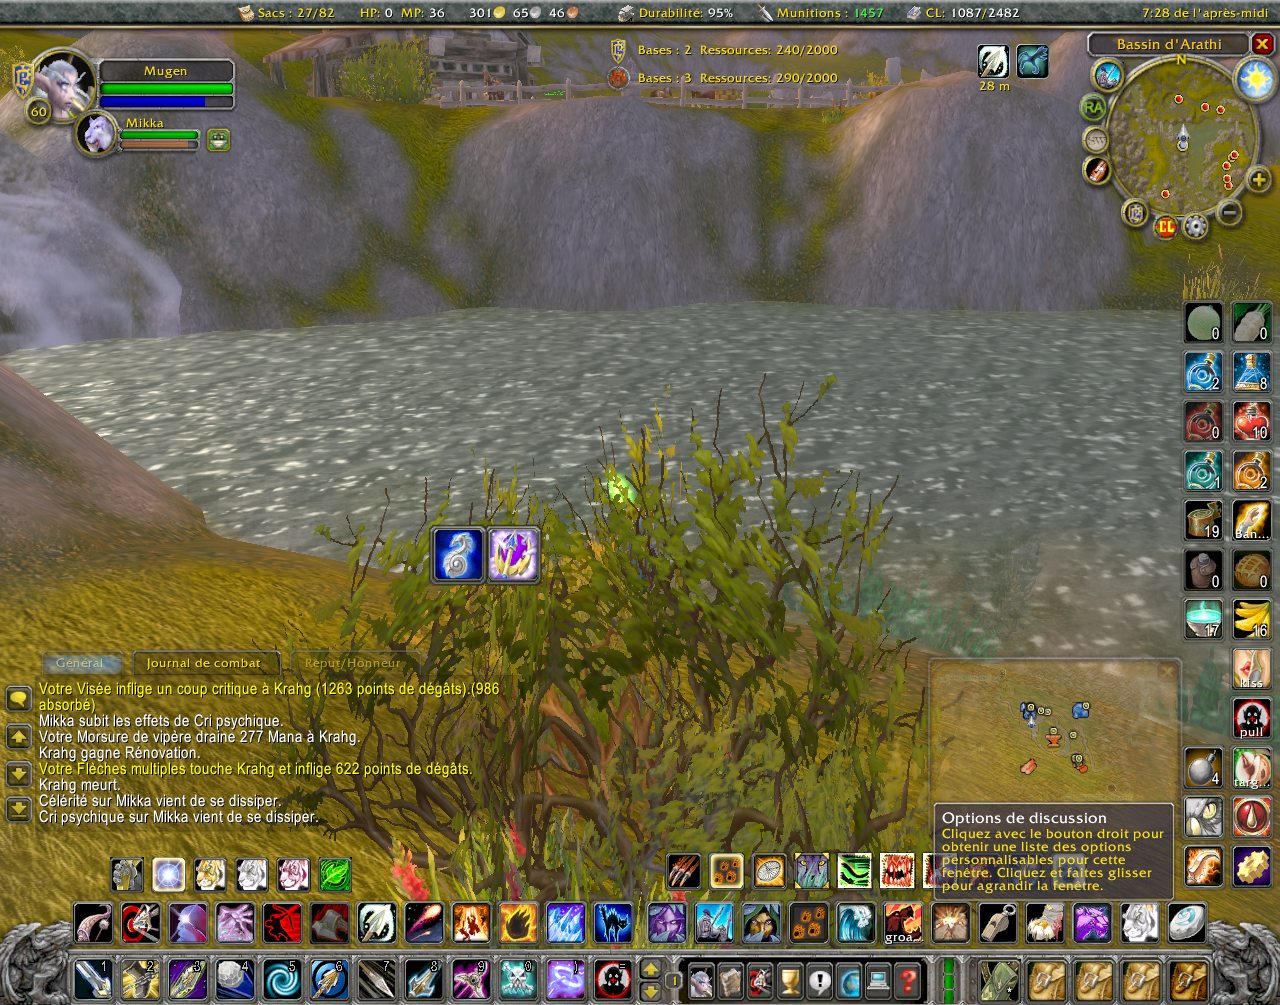 Sacs : 27/82 HP: 0 MP: 36 301 65 46 Durabilité: 95% Munitions : 1457 CL: 1087/2482 7:28 de l'après-midi
Mugen
60
Mikka
Bases : 2 Ressources: 240/2000
Bases : 3 Ressources: 290/2000
28 m
Bassin d'Arathi
N
RA
SW
CL
0 0
2 8
0 10
1 2
19 Ban...
0 0
17 16
kiss
pull
4 targ...
Général Journal de combat Réput/Honneur
Votre Visée inflige un coup critique à Krahg (1263 points de dégâts).(986
absorbé)
Mikka subit les effets de Cri psychique.
Votre Morsure de vipère draine 277 Mana à Krahg.
Krahg gagne Rénovation.
Votre Flèches multiples touche Krahg et inflige 622 points de dégâts.
Krahg meurt.
Célérité sur Mikka vient de se dissiper.
Cri psychique sur Mikka vient de se dissiper.
Options de discussion
Cliquez avec le bouton droit pour
obtenir une liste des options
personnalisables pour cette
fenêtre. Cliquez et faites glisser
pour agrandir la fenêtre.
groa...
1 2 3 4 5 6 7 8 9 0 ) =
1